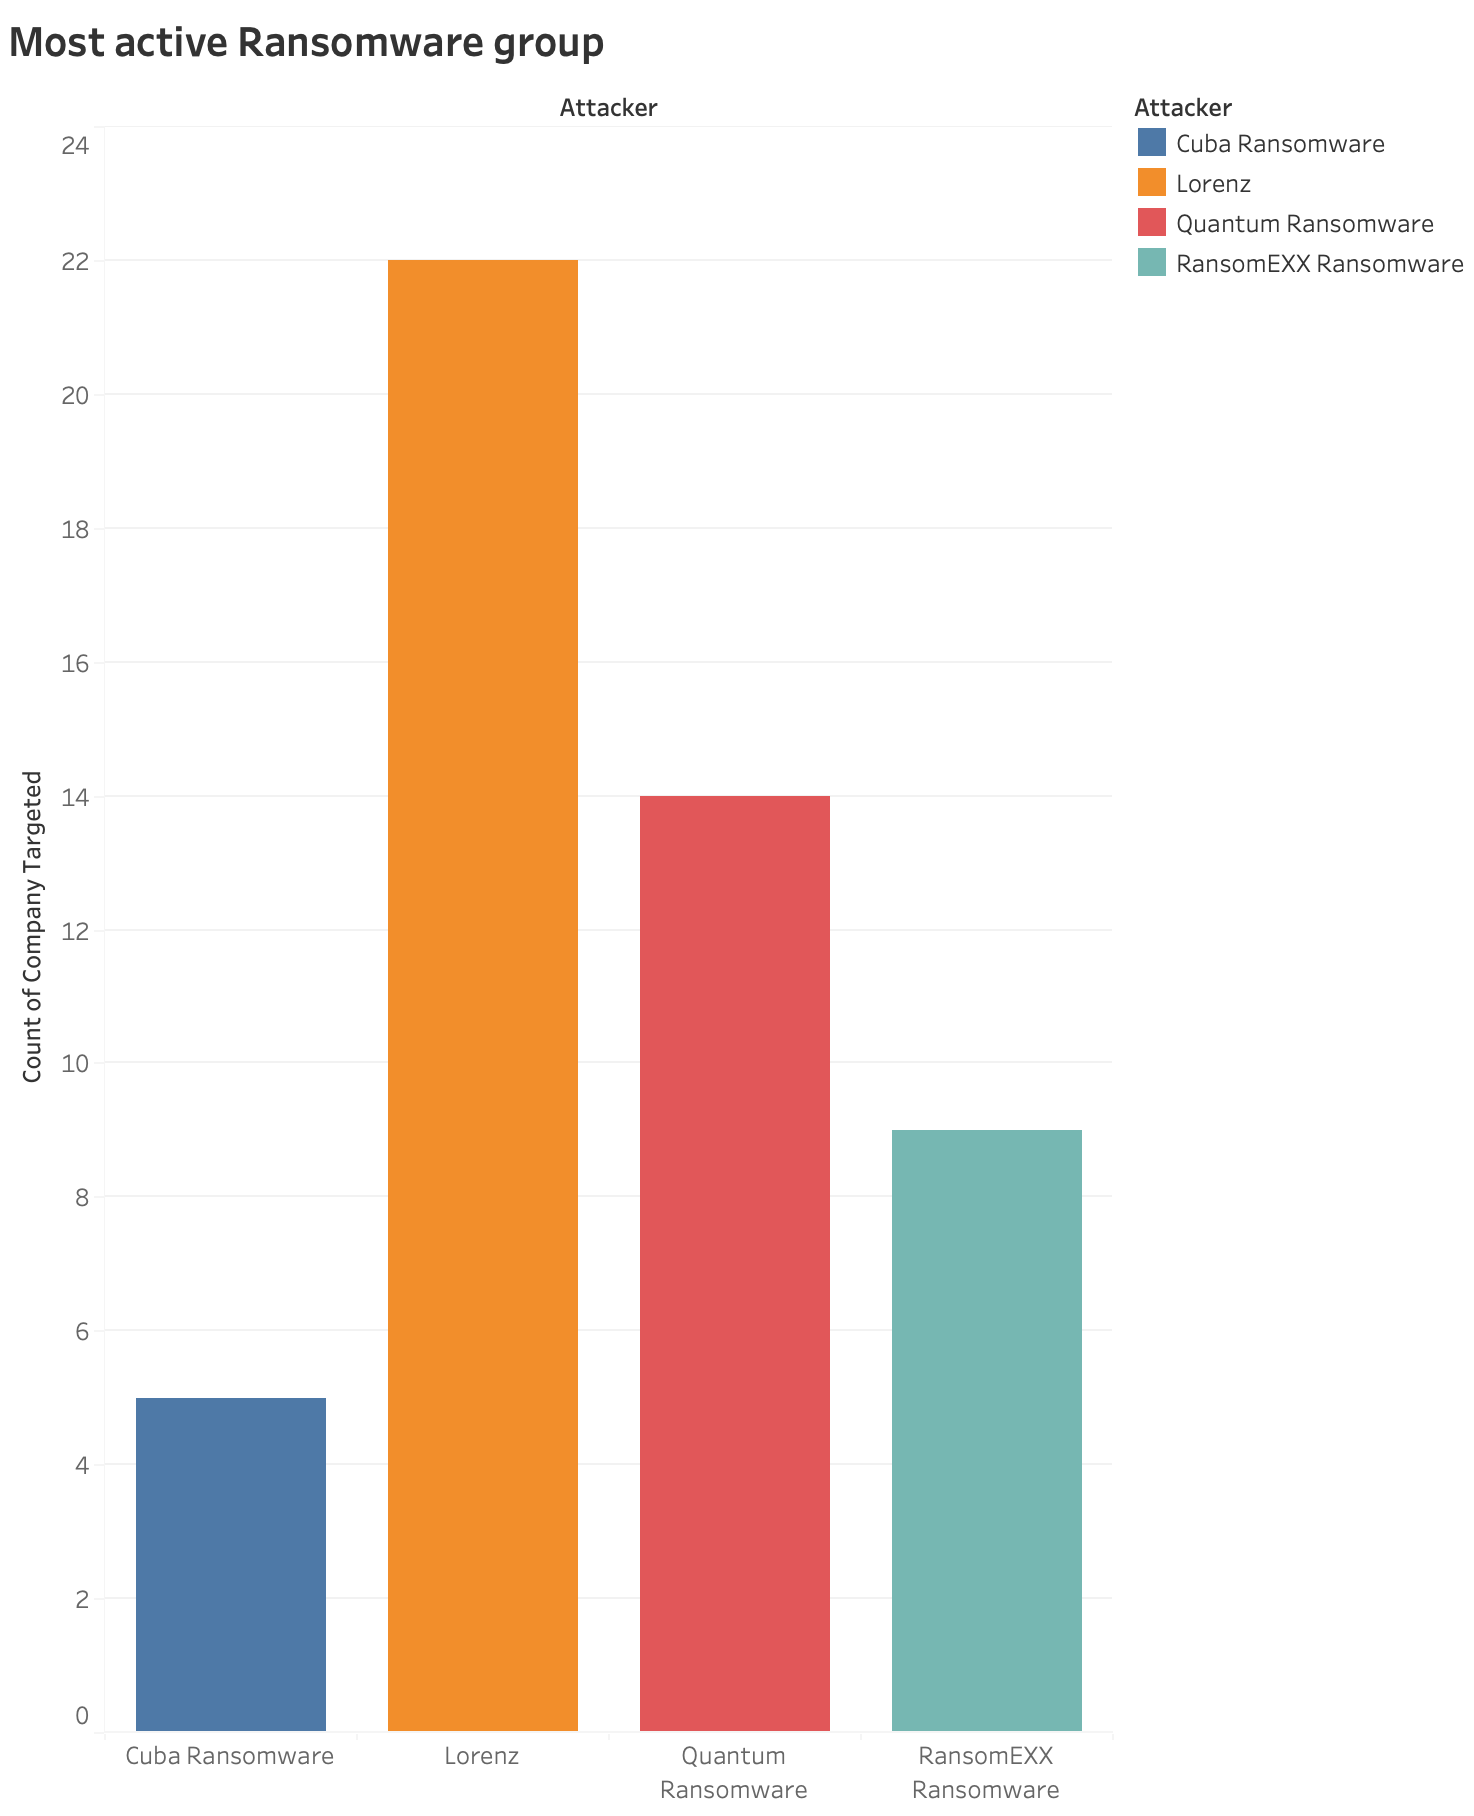 Most active Ransomware group
Attacker
24
22
20
18
16
14
12
10
8
6
4
2
0
Count of Company Targeted
Cuba Ransomware
Lorenz
Quantum
Ransomware
RansomEXX
Ransomware
Attacker
Cuba Ransomware
Lorenz
Quantum Ransomware
RansomEXX Ransomware